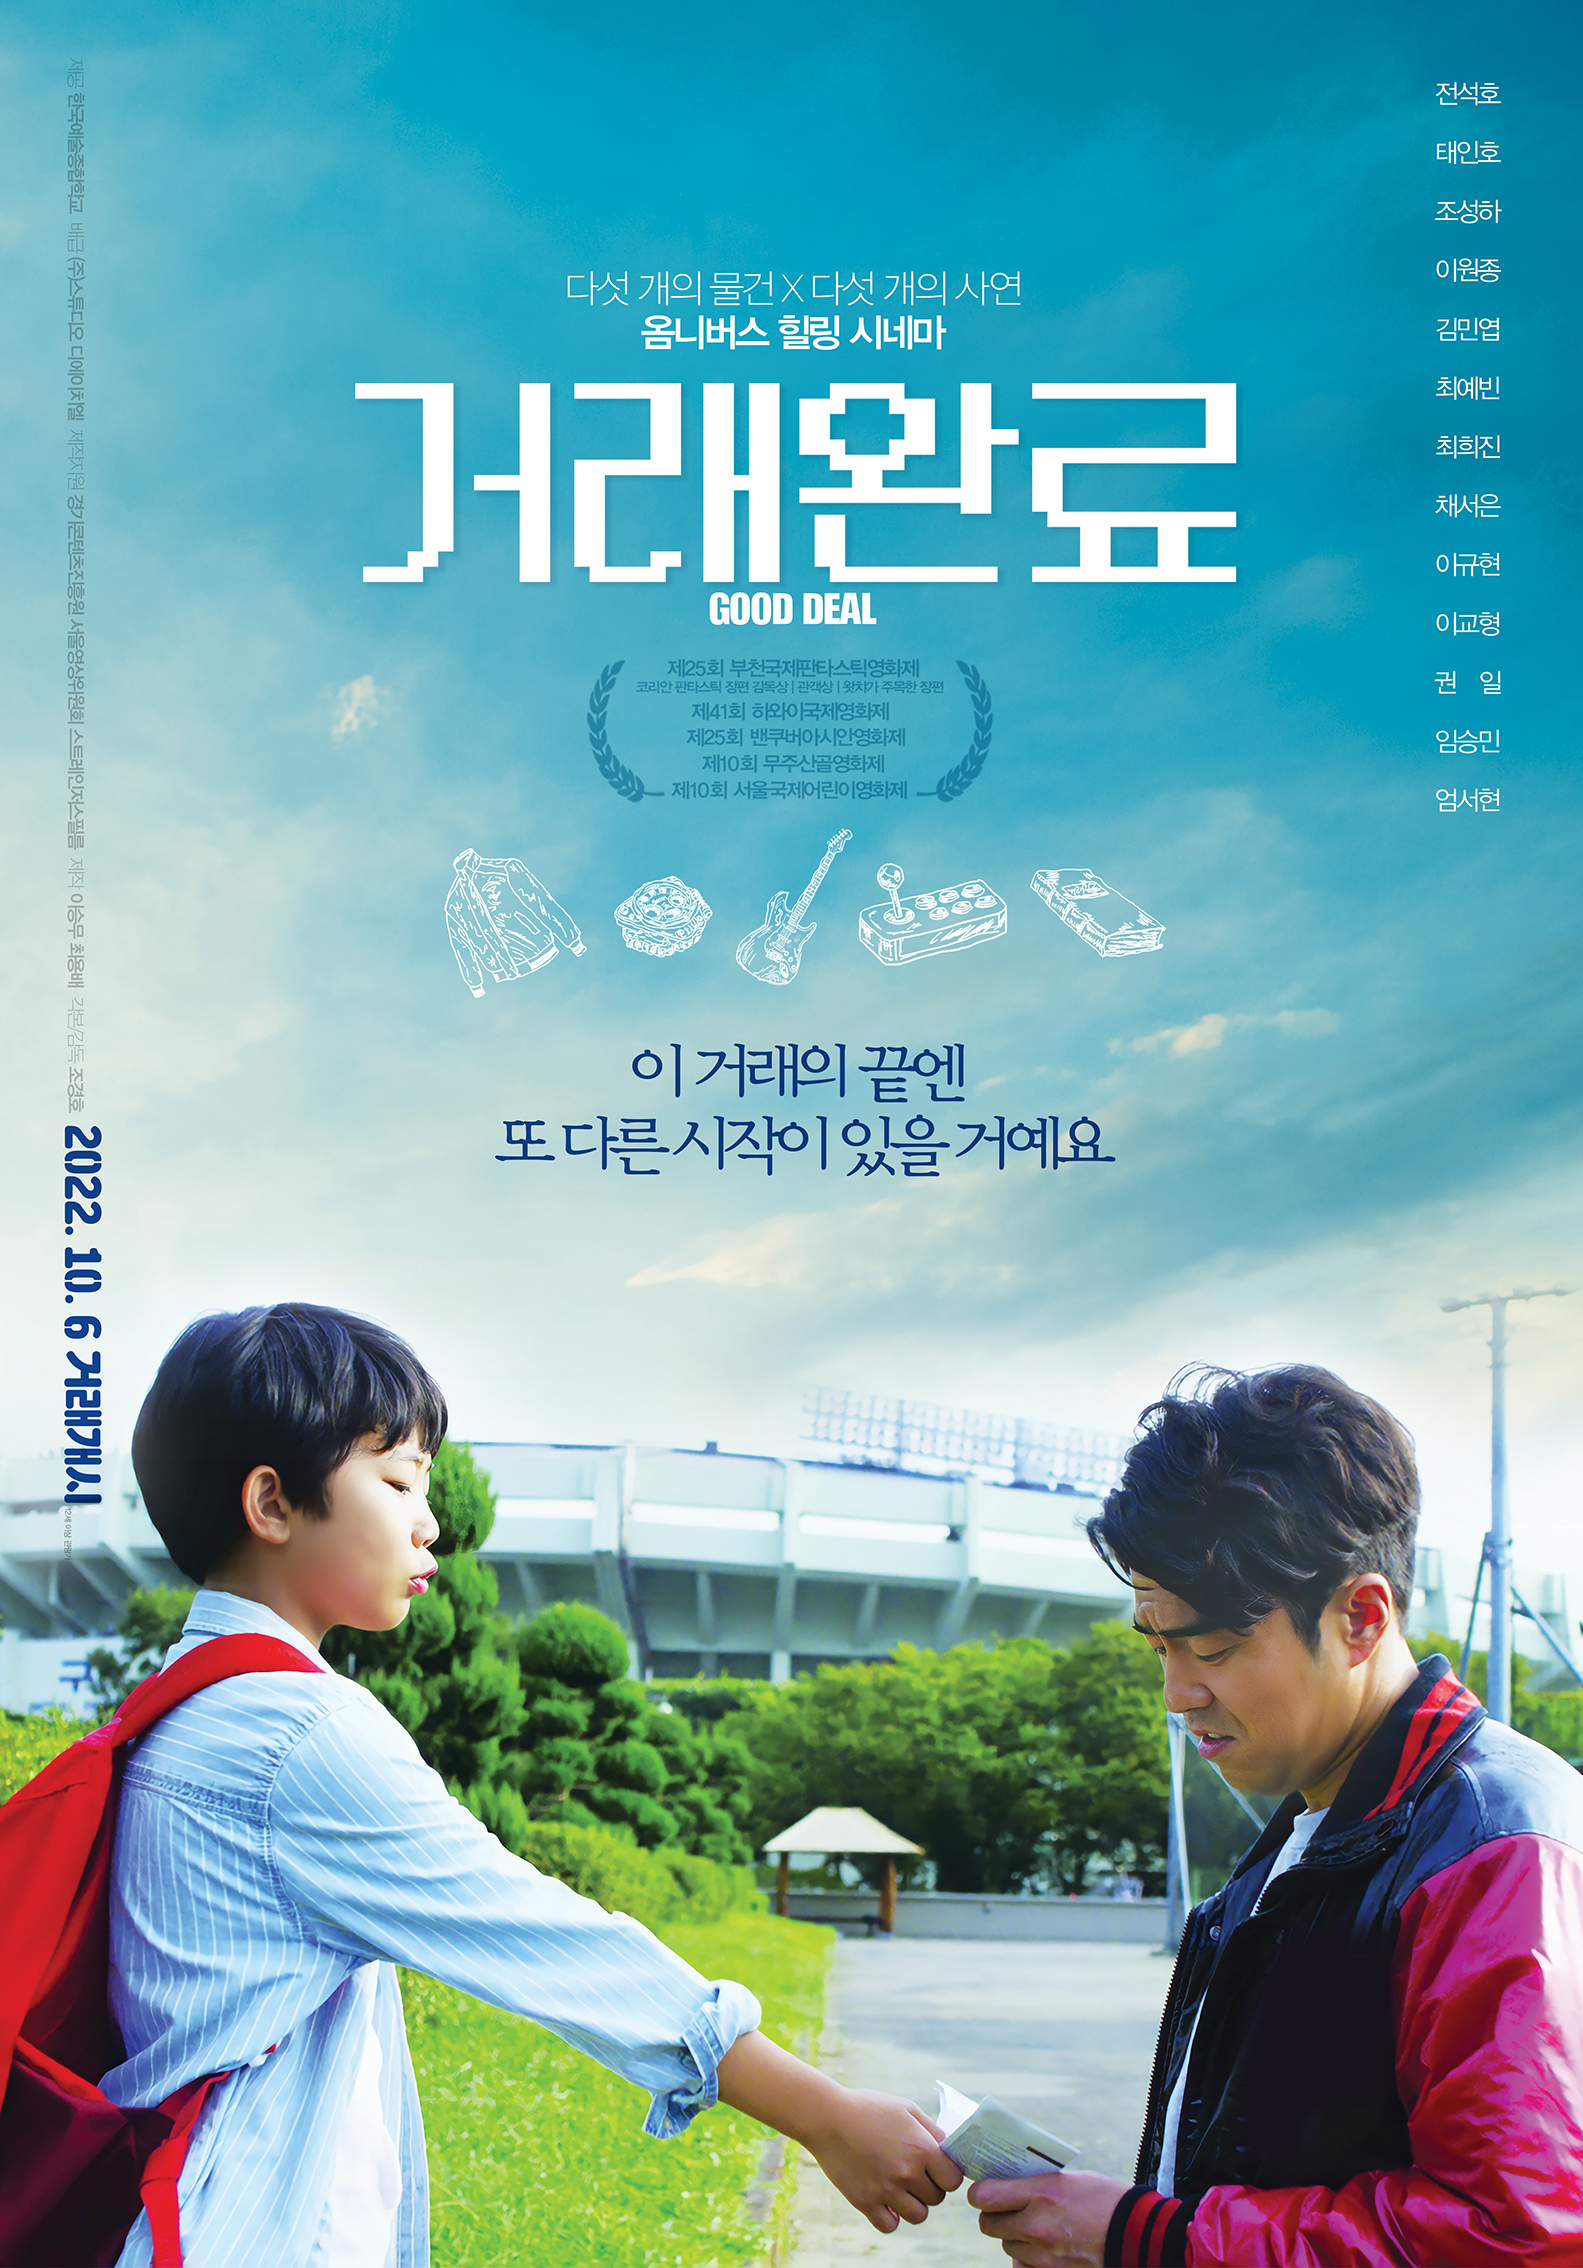 다섯 개의 물건 X 다섯 개의 사연
옴니버스 힐링 시네마
거래완료
GOOD DEAL
제25회 부천국제판타스틱영화제
코리안 판타스틱 장편 감독상 | 관객상 | 왓챠가 주목한 장편
제41회 하와이국제영화제
제25회 밴쿠버아시안영화제
제10회 무주산골영화제
제10회 서울국제어린이영화제
이 거래의 끝엔
또 다른 시작이 있을 거예요
전석호
태인호
조성하
이원종
김민엽
최예빈
최희진
채서은
이규현
이교형
권 일
임승민
엄서현
제공 한국예술종합학교 배급 (주)스튜디오 디에이치엘 제작지원 경기콘텐츠진흥원 서울영상위원회 스트레인저스필름 제작 이승무 최용배 각본/감독 조경호 2022. 10. 6 거래개시
12세 이상 관람가